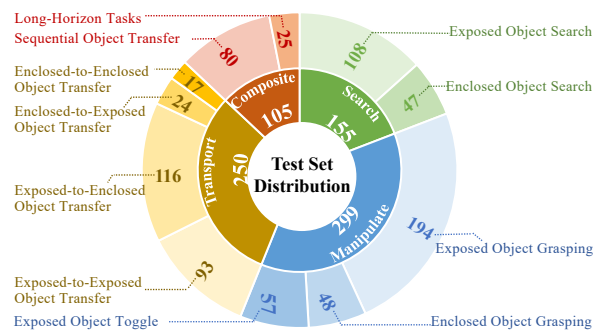 Long-Horizon Tasks
Sequential Object Transfer
Enclosed-to-Enclosed
Object Transfer
Enclosed-to-Exposed
Object Transfer
Exposed-to-Enclosed
Object Transfer
Exposed-to-Exposed
Object Transfer
Exposed Object Toggle
25
80
17
24
116
93
57
48
194
47
108
Composite
105
Search
155
Transport
250
Manipulate
299
Test Set
Distribution
Exposed Object Search
Enclosed Object Search
Exposed Object Grasping
Enclosed Object Grasping